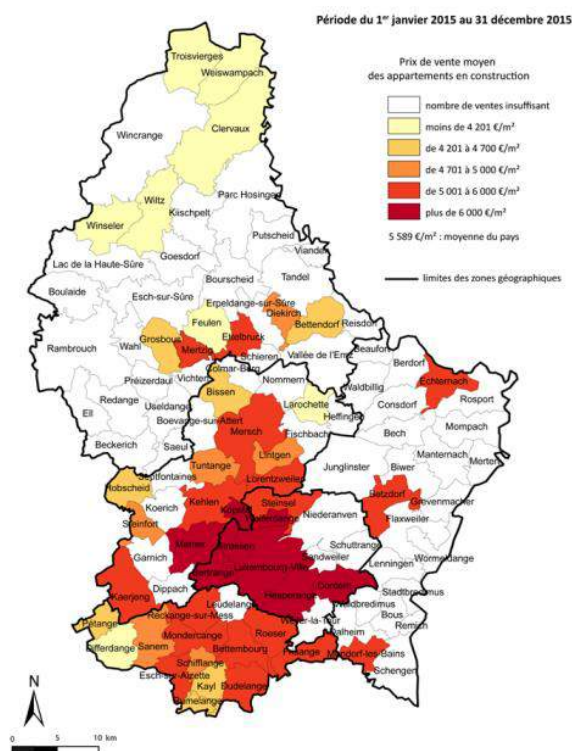 Période du 1er janvier 2015 au 31 décembre 2015
Prix de vente moyen
des appartements en construction
nombre de ventes insuffisant
moins de 4 201 €/m²
de 4 201 à 4 700 €/m²
de 4 701 à 5 000 €/m²
de 5 001 à 6 000 €/m²
plus de 6 000 €/m²
5 589 €/m² : moyenne du pays
limites des zones géographiques
Troisvierges
Weiswampach
Clervaux
Wincrange
Parc Hosingen
Wiltz
Kiischpelt
Winseler
Putscheid
Goesdorf
Vianden
Lac de la Haute-Sûre
Bourscheid
Tandel
Boulaide
Esch-sur-Sûre
Erpeldange-sur-Sûre
Diekirch
Feulen
Bettendorf
Reisdorf
Grosbous
Ettelbruck
Rambrouch
Wahl
Mertzig
Schieren
Vallée de l'Ernz
Beaufort
Colmar-Berg
Berdorf
Préizerdaul
Vichten
Nommern
Waldbillig
Echternach
Bissen
Redange
Useldange
Larochette
Consdorf
Rosport
Ell
Heffingen
Boevange-sur-Attert
Mompach
Mersch
Fischbach
Bech
Beckerich
Saeul
Lintgen
Manternach
Mertert
Tuntange
Junglinster
Biwer
Septfontaines
Lorentzweiler
Hobscheid
Betzdorf
Grevenmacher
Koerich
Kehlen
Steinsel
Kopstal
Niederanven
Flaxweiler
Steinfort
Walferdange
Schuttrange
Mamer
Strassen
Wormeldange
Garnich
Sandweiler
Lenningen
Bertrange
Luxembourg-Ville
Contern
Stadtbredimus
Dippach
Kaerjeng
Hesperange
Waldbredimus
Leudelange
Bous
Reckange-sur-Mess
Weiler-la-Tour
Remich
Pétange
Roeser
Dalheim
Mondercange
Differdange
Sanem
Bettembourg
Frisange
Mondorf-les-Bains
Schifflange
Schengen
Esch-sur-Alzette
Kayl
Dudelange
Rumelange
N
0 5 10 km